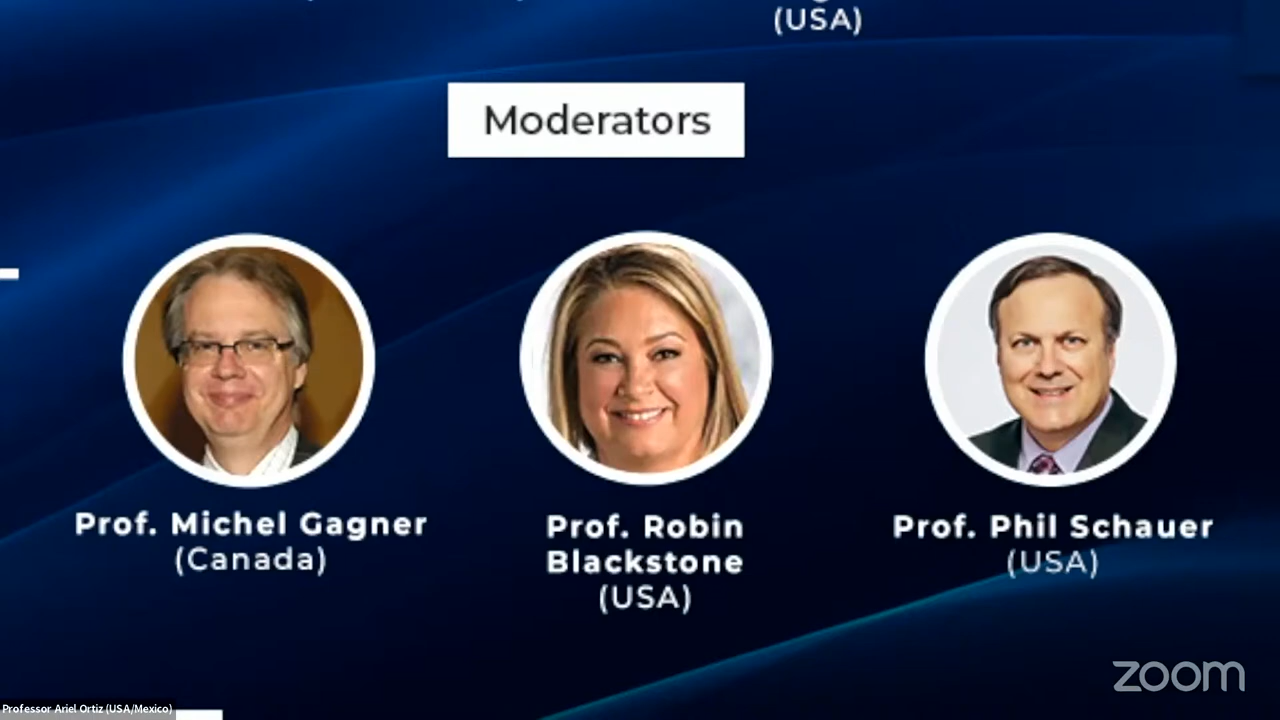 (USA)
Moderators
Prof. Michel Gagner
(Canada)
Prof. Robin
Blackstone
(USA)
Prof. Phil Schauer
(USA)
zoom
Professor Ariel Ortiz (USA/Mexico)